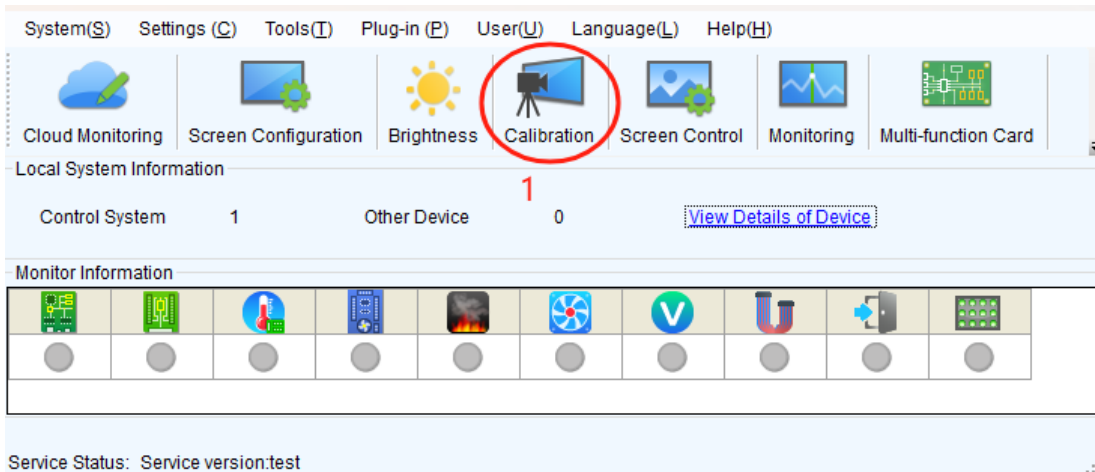 System(S) Settings (C) Tools(T) Plug-in (P) User(U) Language(L) Help(H)
Cloud Monitoring Screen Configuration Brightness Calibration Screen Control Monitoring Multi-function Card
Local System Information
1
Control System 1 Other Device 0 View Details of Device
Monitor Information
V
Service Status: Service version:test